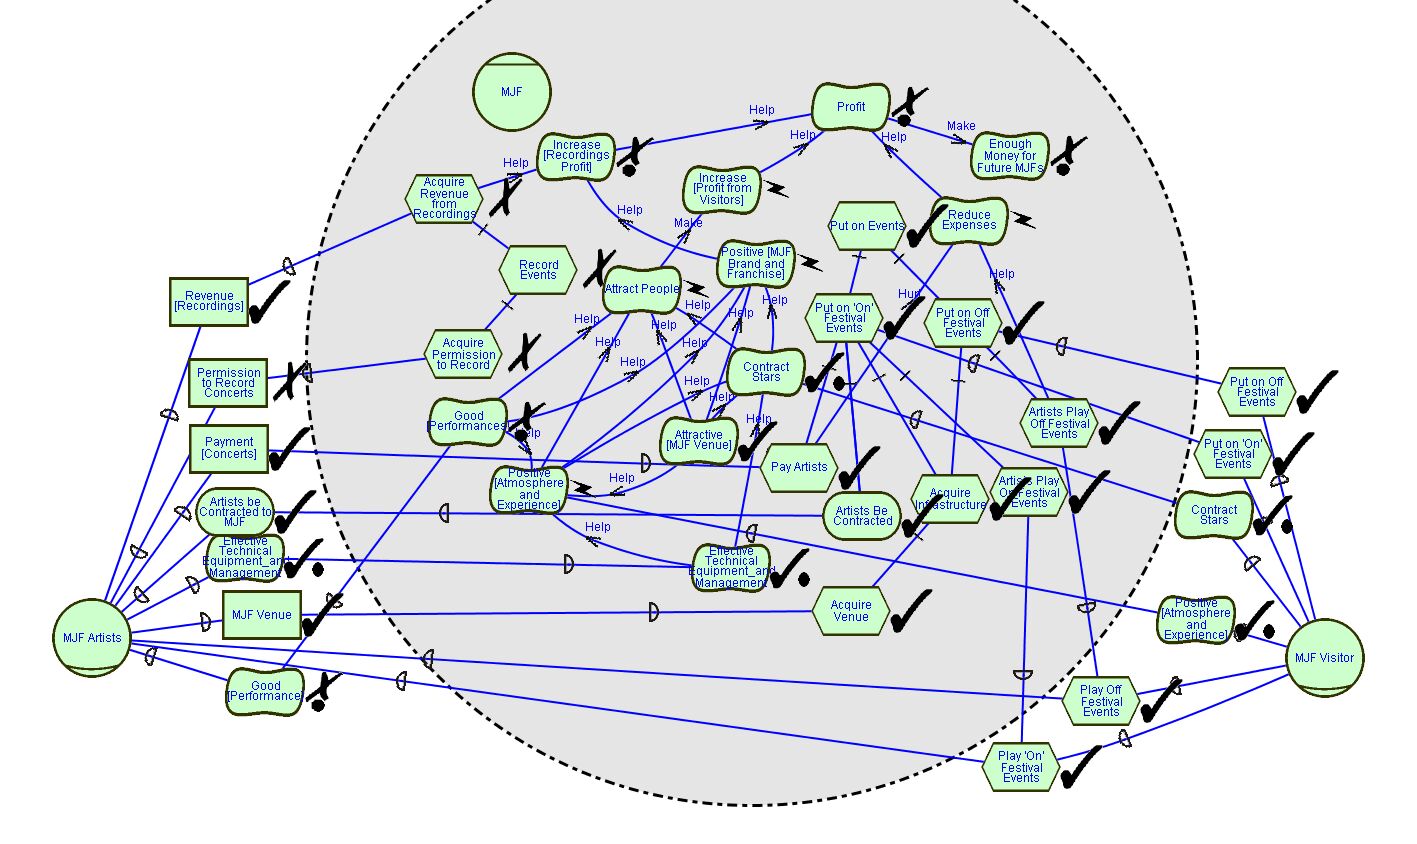 MJF
Profit
Help
Make
Help
Help
Increase
[Recordings
Profit]
Enough
Money for
Future MJFs
Help
Acquire
Revenue
from
Recordings
Increase
[Profit from
Visitors]
Help
Make
Put on Events
Reduce
Expenses
Record
Events
Positive [MJF
Brand and
Franchise]
Attract People
Help
Hurt
Revenue
[Recordings]
Help
Help
Help
Help
Help
Put on 'On'
Festival
Events
Put on Off
Festival
Events
Acquire
Permission
to Record
Help
Help
Help
Contract
Stars
Permission
to Record
Concerts
Help
Help
Put on Off
Festival
Events
Good
[Performances]
Help
Help
Attractive
[MJF Venue]
Artists Play
Off Festival
Events
Payment
[Concerts]
Put on 'On'
Festival
Events
Pay Artists
Positive
[Atmosphere
and
Experience]
Help
Acquire
Infrastructure
Artists Play
On Festival
Events
Artists be
Contracted to
MJF
Artists Be
Contracted
Contract
Stars
Help
Effective
Technical
Equipment_and
Management
Effective
Technical
Equipment_and
Management
MJF Venue
Acquire
Venue
Positive
[Atmosphere
and
Experience]
MJF Artists
MJF Visitor
Good
[Performance]
Play Off
Festival
Events
Play 'On'
Festival
Events